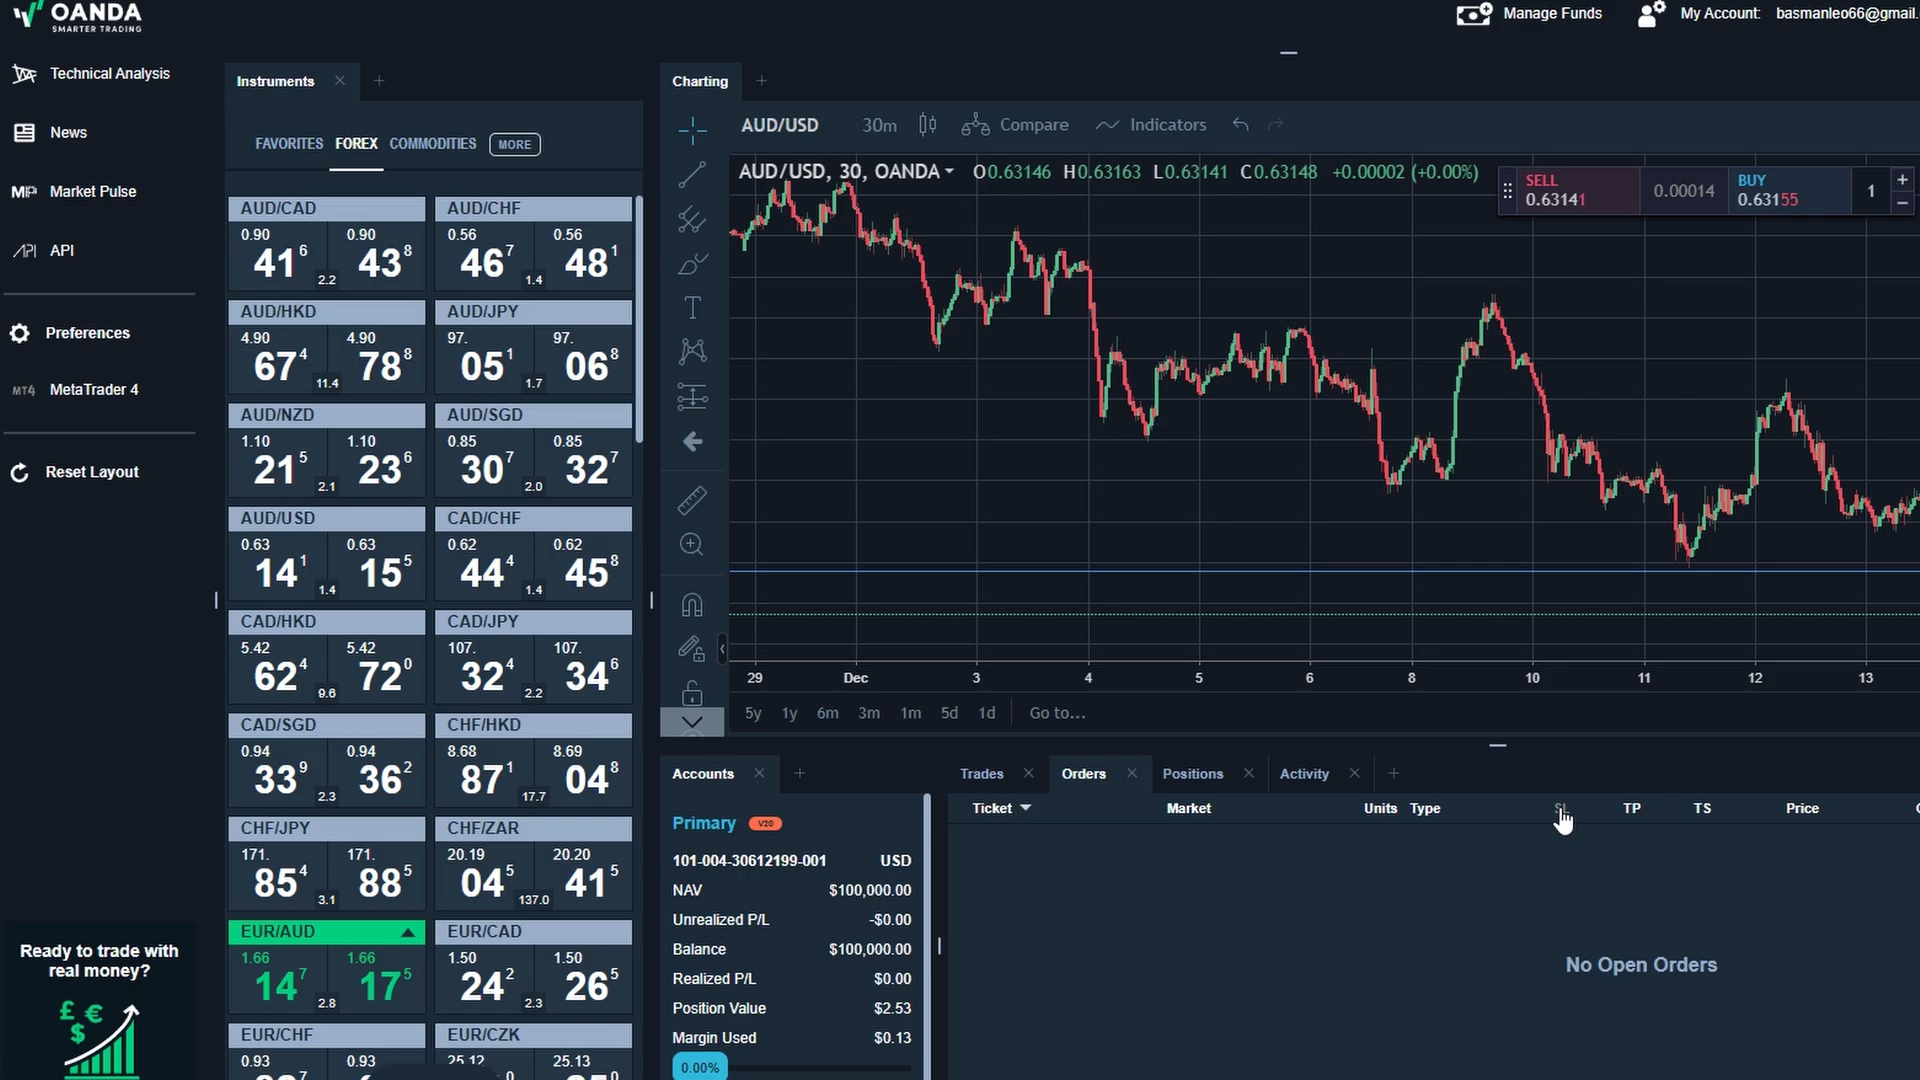 OANDA
SMARTER TRADING
Manage Funds
My Account: basmanleo66@gmail.
Technical Analysis
News
Market Pulse
API
Preferences
MT4 MetaTrader 4
Reset Layout
Ready to trade with
real money?
Instruments
FAVORITES FOREX COMMODITIES MORE
AUD/CAD AUD/CHF
0.90 0.90 0.56 0.56
41 6 43 8 46 7 48 1
2.2 1.4
AUD/HKD AUD/JPY
4.90 4.90 97. 97.
67 4 78 8 05 1 06 8
11.4 1.7
AUD/NZD AUD/SGD
1.10 1.10 0.85 0.85
21 5 23 6 30 7 32 7
2.1 2.0
AUD/USD CAD/CHF
0.63 0.63 0.62 0.62
14 1 15 5 44 4 45 8
1.4 1.4
CAD/HKD CAD/JPY
5.42 5.42 107. 107.
62 4 72 0 32 4 34 6
9.6 2.2
CAD/SGD CHF/HKD
0.94 0.94 8.68 8.69
33 9 36 2 87 1 04 8
2.3 17.7
CHF/JPY CHF/ZAR
171. 171. 20.19 20.20
85 4 88 5 04 5 41 5
3.1 137.0
EUR/AUD EUR/CAD
1.66 1.66 1.50 1.50
14 7 17 5 24 2 26 5
2.8 2.3
EUR/CHF EUR/CZK
0.93 0.93 25.12 25.13
Charting
AUD/USD 30m Compare Indicators
AUD/USD, 30, OANDA O0.63146 H0.63163 L0.63141 C0.63148 +0.00002 (+0.00%)
SELL BUY
0.63141 0.00014 0.63155 1
29 Dec 3 4 5 6 8 10 11 12 13
5y 1y 6m 3m 1m 5d 1d Go to...
Accounts
Primary V20
101-004-30612199-001 USD
NAV $100,000.00
Unrealized P/L -$0.00
Balance $100,000.00
Realized P/L $0.00
Position Value $2.53
Margin Used $0.13
0.00%
Trades Orders Positions Activity
Ticket Market Units Type SL TP TS Price
No Open Orders